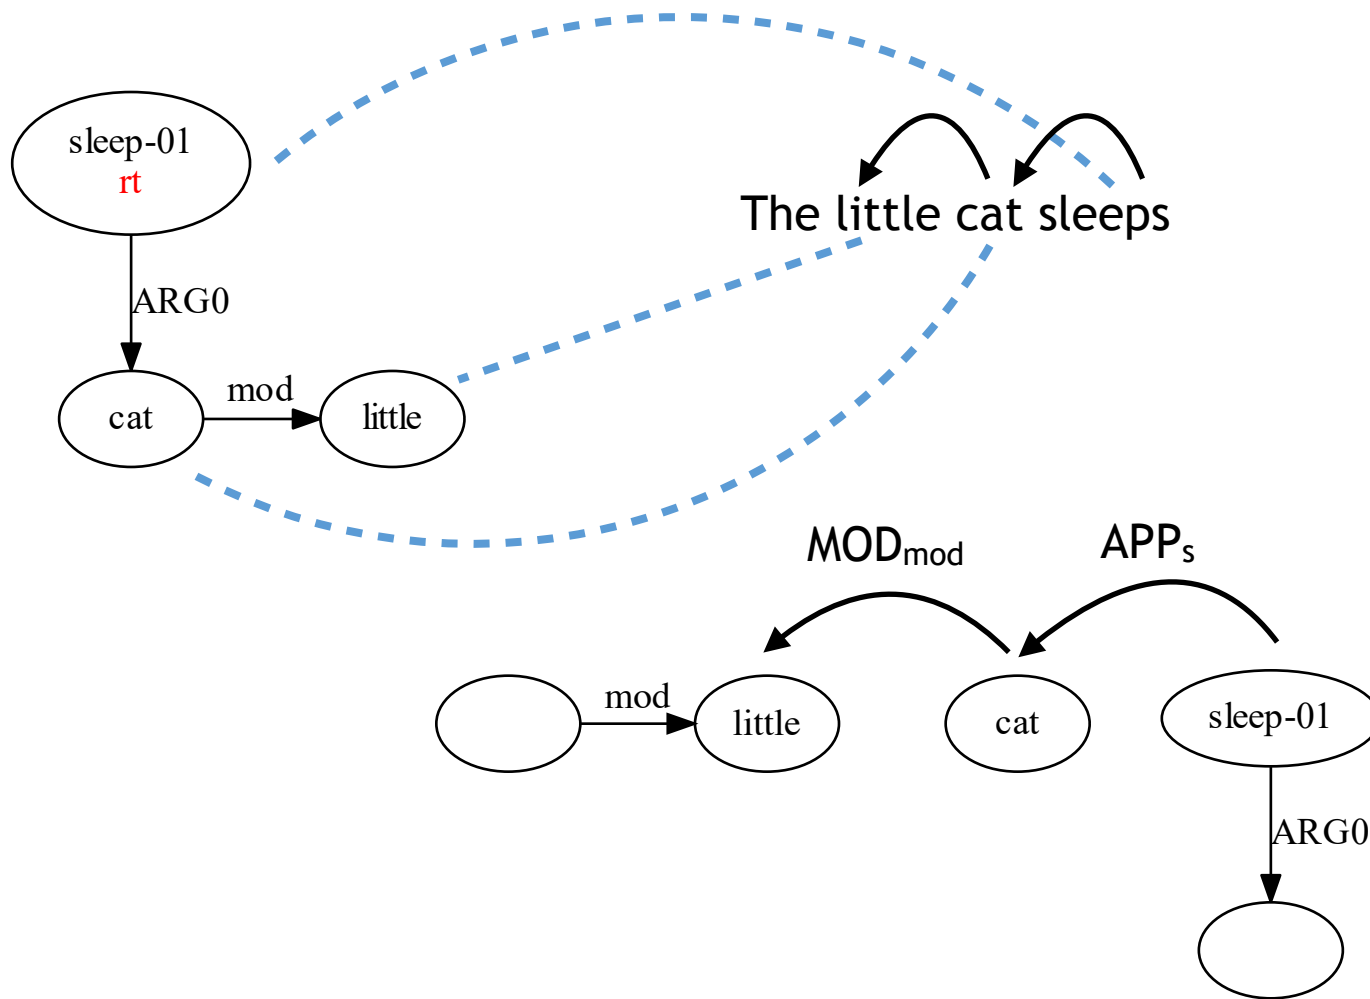 sleep-01
rt
The little cat sleeps
ARG0
mod
cat
little
MODmod
APPs
mod
little
cat
sleep-01
ARG0